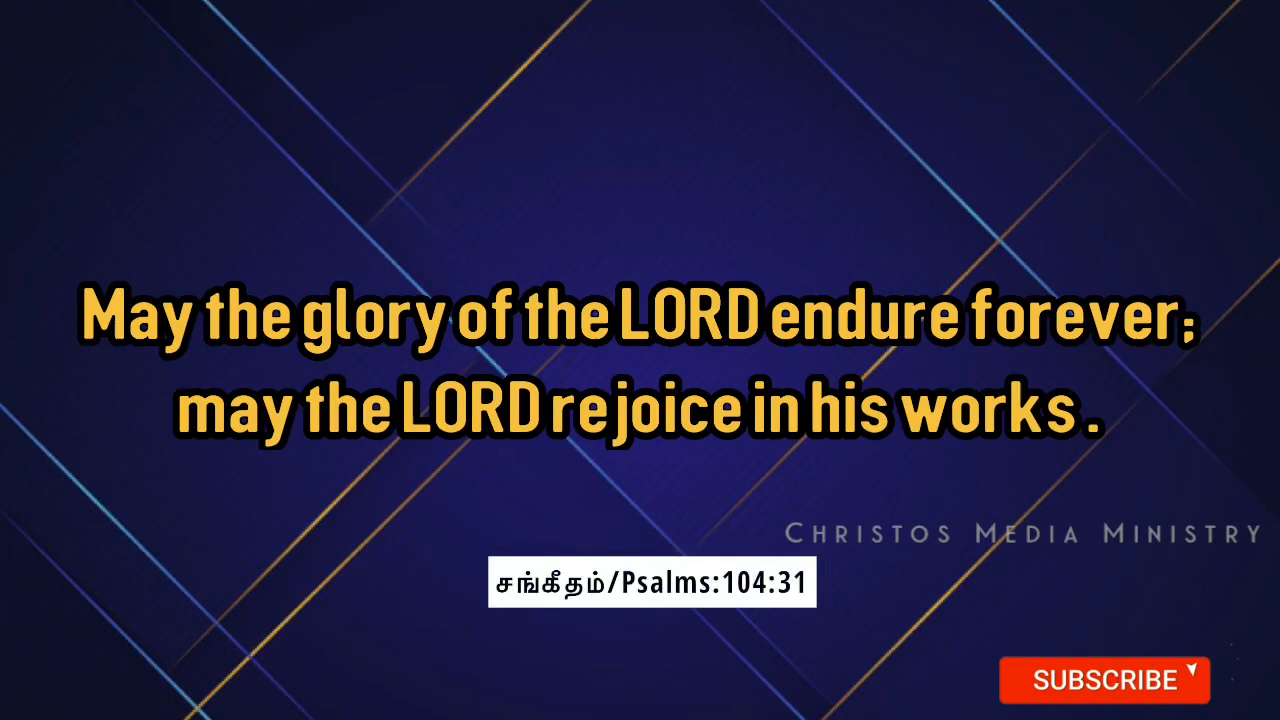 May the glory of the LORD endure forever;
may the LORD rejoice in his works .
CHRISTOS MEDIA MINISTRY
சங்கீதம்/Psalms:104:31
SUBSCRIBE